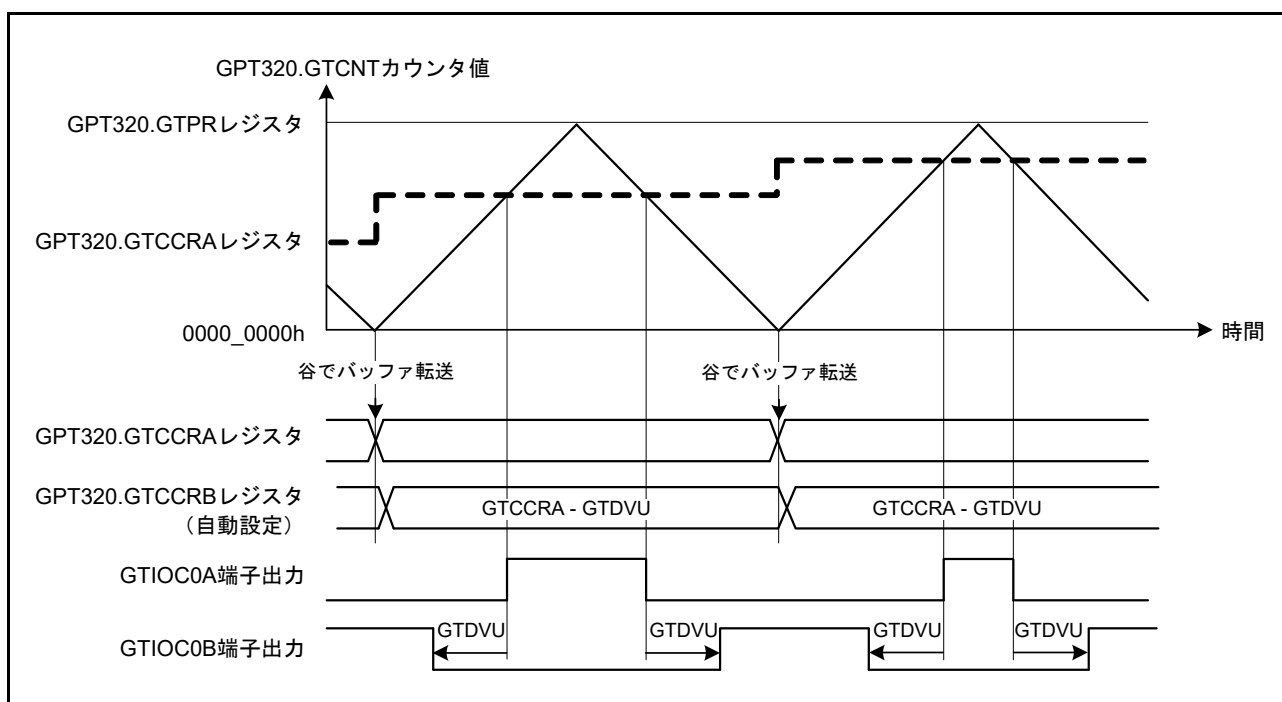 GPT320.GTCNTカウンタ値
GPT320.GTPRレジスタ
GPT320.GTCCRAレジスタ
0000_0000h
時間
谷でバッファ転送
谷でバッファ転送
GPT320.GTCCRAレジスタ
GPT320.GTCCRBレジスタ
（自動設定）
GTCCRA - GTDVU
GTCCRA - GTDVU
GTIOC0A端子出力
GTIOC0B端子出力
GTDVU
GTDVU
GTDVU
GTDVU